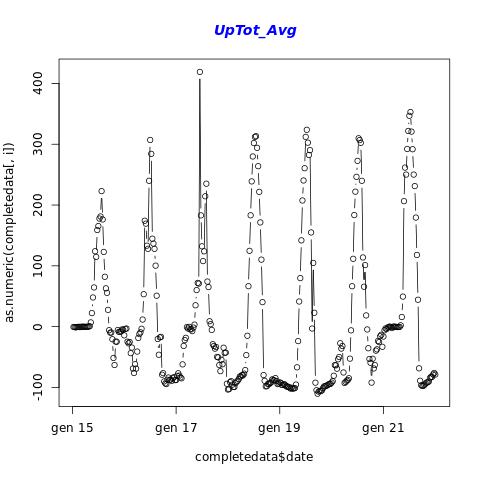 UpTot_Avg
as.numeric(completedata[, i])
400
300
200
100
0
-100
gen 15
gen 17
gen 19
gen 21
completedata$date